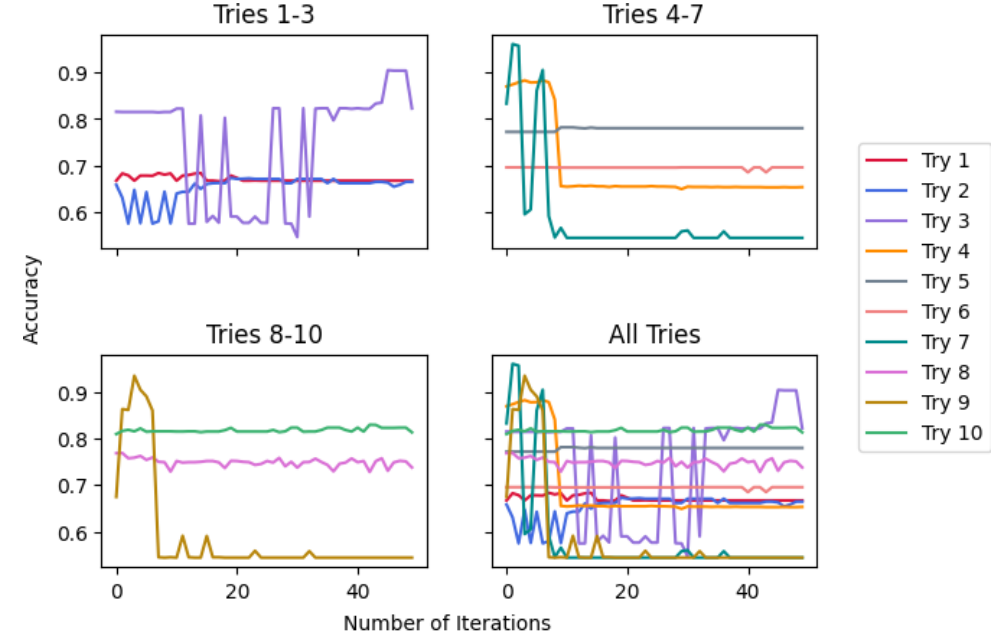 Tries 1-3
Tries 4-7
0.9
0.8
0.7
0.6
Accuracy
Tries 8-10
All Tries
0.9
0.8
0.7
0.6
0 20 40
0 20 40
Number of Iterations
Try 1
Try 2
Try 3
Try 4
Try 5
Try 6
Try 7
Try 8
Try 9
Try 10